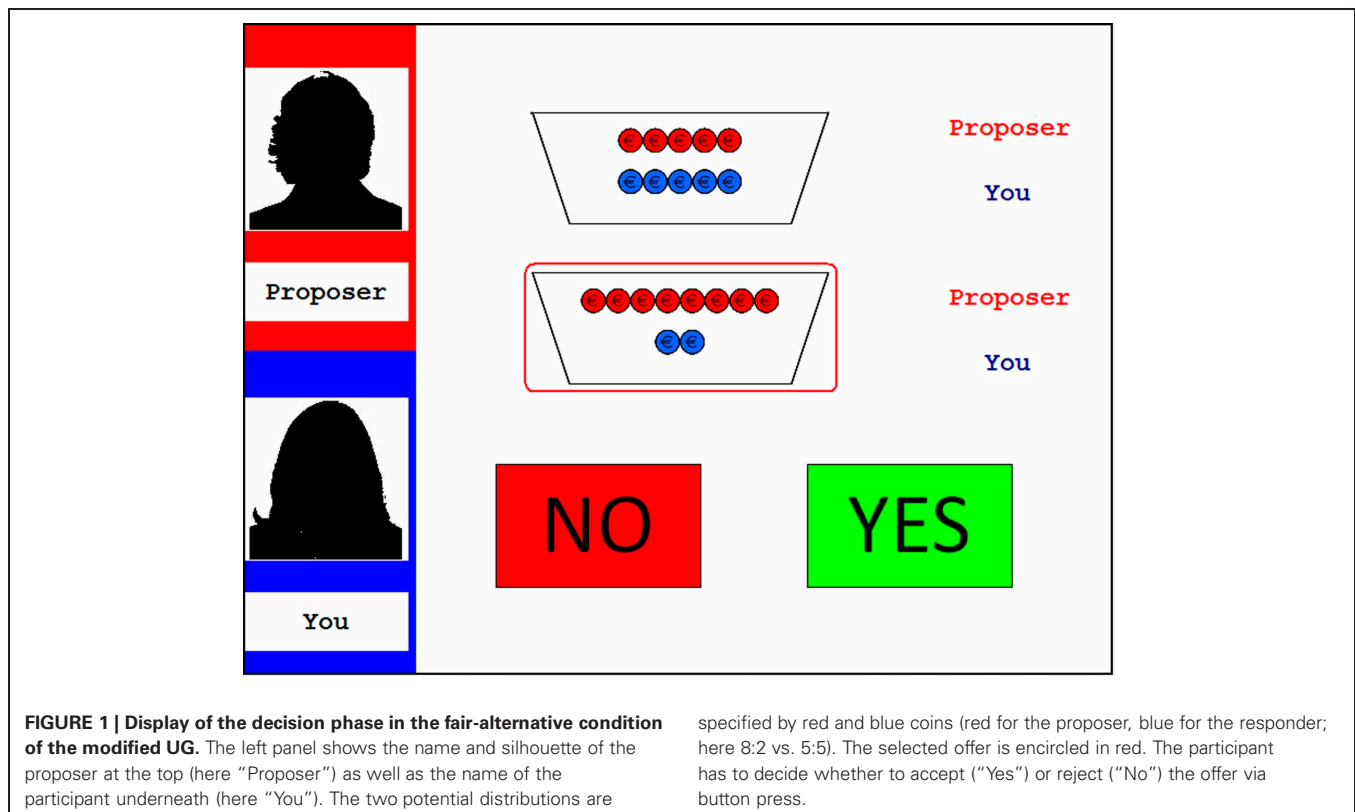 Proposer
You
Proposer
You
Proposer
You
NO
YES
€ € € € €
€ € € € €
€ € € € € € € €
€ €
FIGURE 1 | Display of the decision phase in the fair-alternative condition
of the modified UG. The left panel shows the name and silhouette of the
proposer at the top (here “Proposer”) as well as the name of the
participant underneath (here “You”). The two potential distributions are
specified by red and blue coins (red for the proposer, blue for the responder;
here 8:2 vs. 5:5). The selected offer is encircled in red. The participant
has to decide whether to accept (“Yes”) or reject (“No”) the offer via
button press.